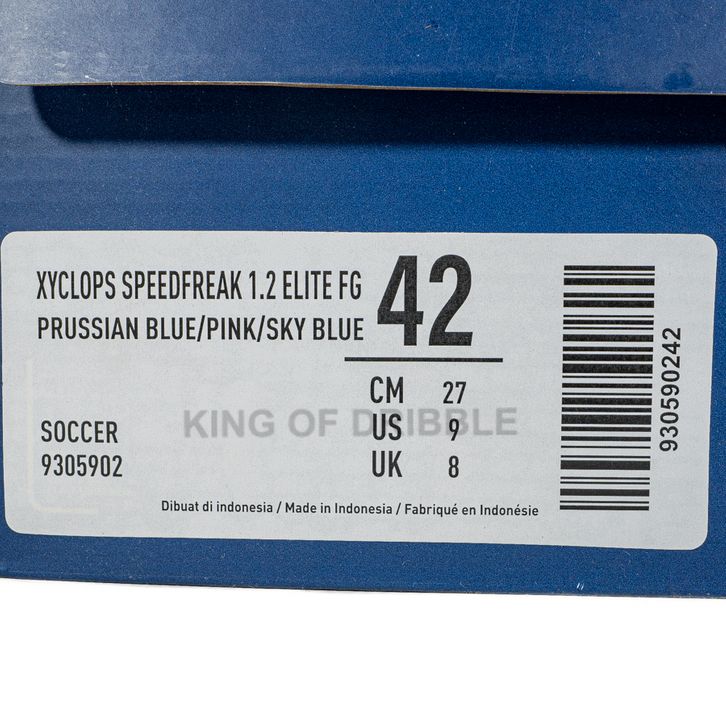 XYCLOPS SPEEDFREAK 1.2 ELITE FG
PRUSSIAN BLUE/PINK/SKY BLUE
42
CM 27
US 9
UK 8
KING OF DRIBBLE
SOCCER
9305902
Dibuat di indonesia / Made in Indonesia / Fabriqué en Indonésie
930590242